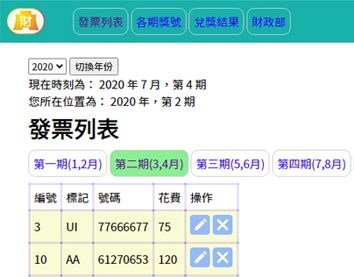 財 發票列表 各期獎號 兌獎結果 財政部
2020 切換年份
現在時刻為： 2020 年 7 月，第 4 期
您所在位置為： 2020 年，第 2 期
發票列表
第一期(1,2月) 第二期(3,4月) 第三期(5,6月) 第四期(7,8月)
編號 標記 號碼 花費 操作
3 UI 77666677 75
10 AA 61270653 120